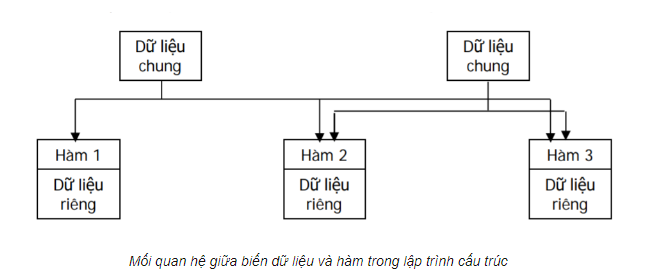 Dữ liệu
chung
Dữ liệu
chung
Hàm 1
Dữ liệu
riêng
Hàm 2
Dữ liệu
riêng
Hàm 3
Dữ liệu
riêng
Mối quan hệ giữa biến dữ liệu và hàm trong lập trình cấu trúc